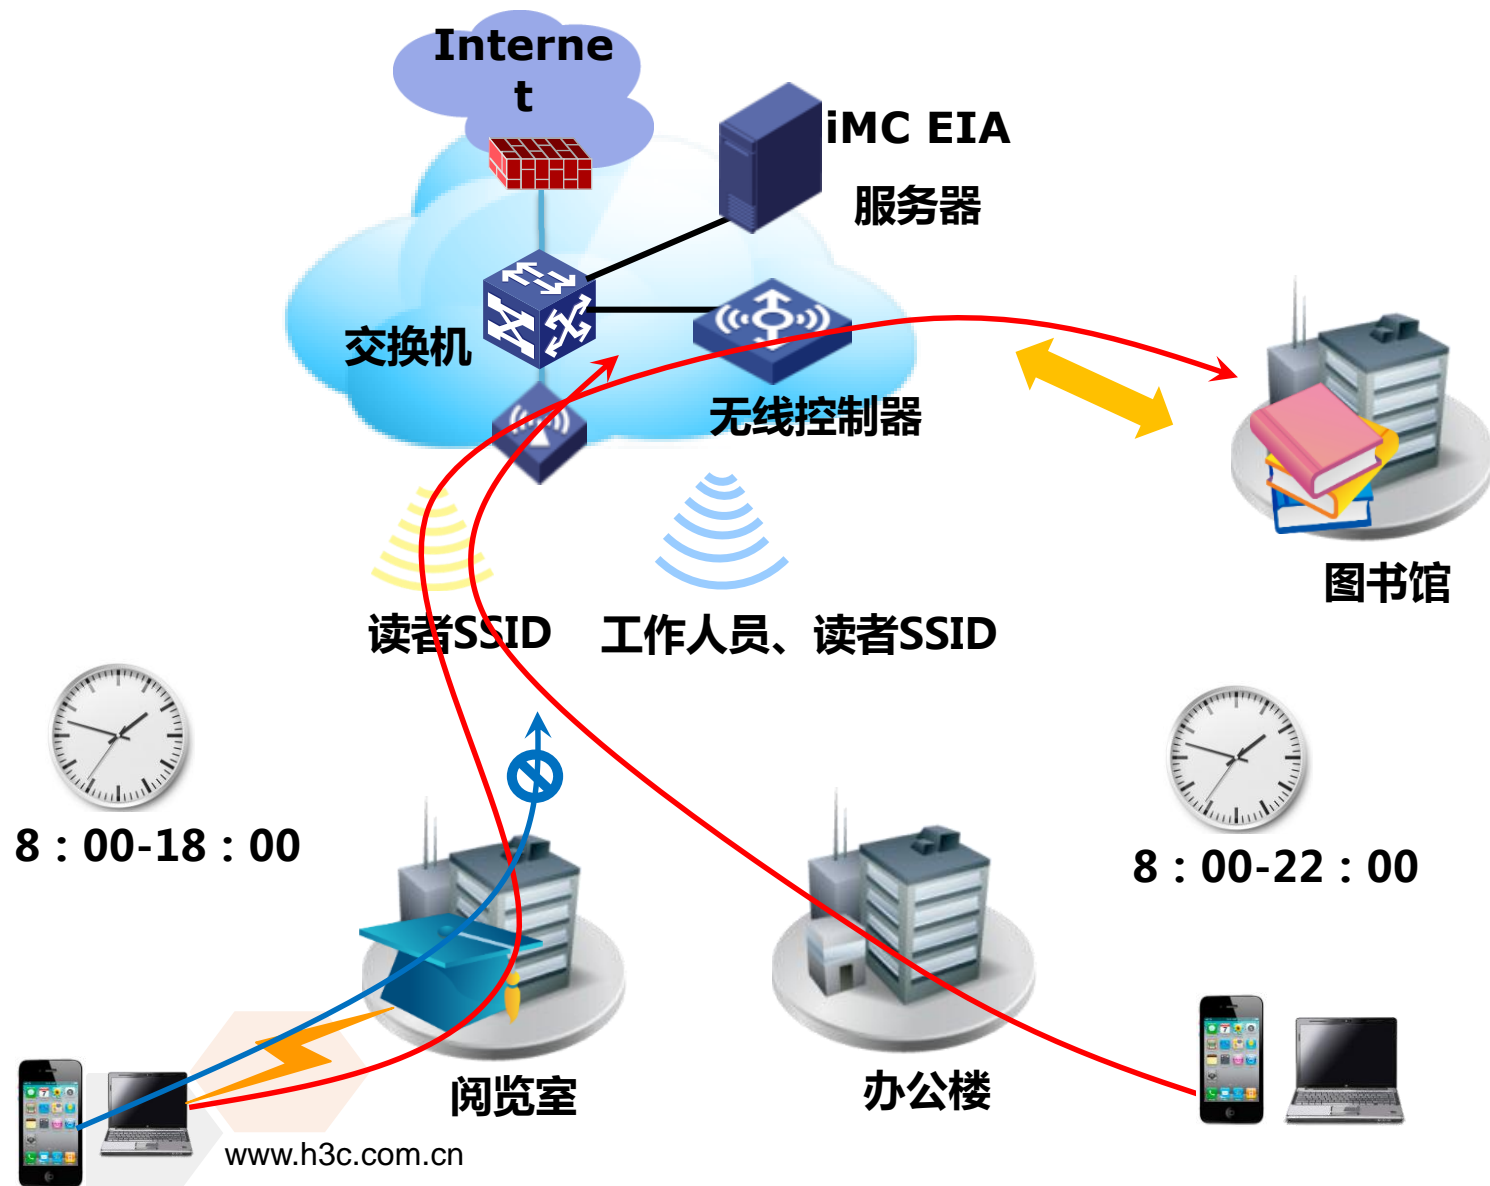 Interne
t
iMC EIA
服务器
交换机
无线控制器
图书馆
读者SSID
工作人员、读者SSID
8：00-18：00
8：00-22：00
阅览室
办公楼
www.h3c.com.cn